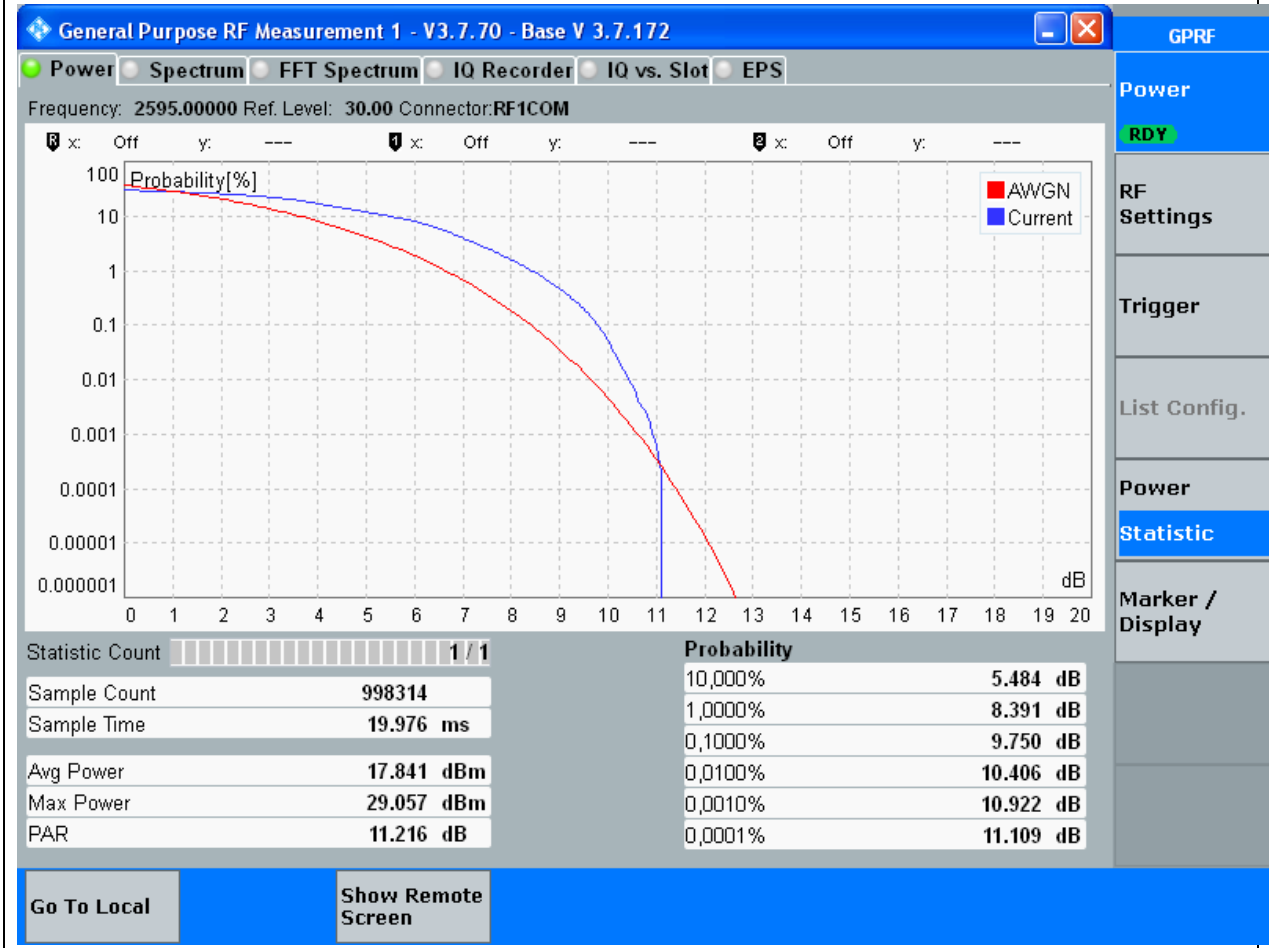 General Purpose RF Measurement 1 - V3.7.70 - Base V 3.7.172
GPRF
Power Spectrum FFT Spectrum IQ Recorder IQ vs. Slot EPS
Frequency: 2595.00000 Ref. Level: 30.00 Connector:RF1COM
R x: Off y: --- 1 x: Off y: --- 2 x: Off y: ---
Probability[%]
AWGN
Current
100
10
1
0.1
0.01
0.001
0.0001
0.00001
0.000001
dB
0 1 2 3 4 5 6 7 8 9 10 11 12 13 14 15 16 17 18 19 20
Statistic Count 1 / 1
Sample Count 998314
Sample Time 19.976 ms
Avg Power 17.841 dBm
Max Power 29.057 dBm
PAR 11.216 dB
Probability
10,000% 5.484 dB
1,0000% 8.391 dB
0,1000% 9.750 dB
0,0100% 10.406 dB
0,0010% 10.922 dB
0,0001% 11.109 dB
Power
RDY
RF
Settings
Trigger
List Config.
Power
Statistic
Marker /
Display
Go To Local
Show Remote
Screen